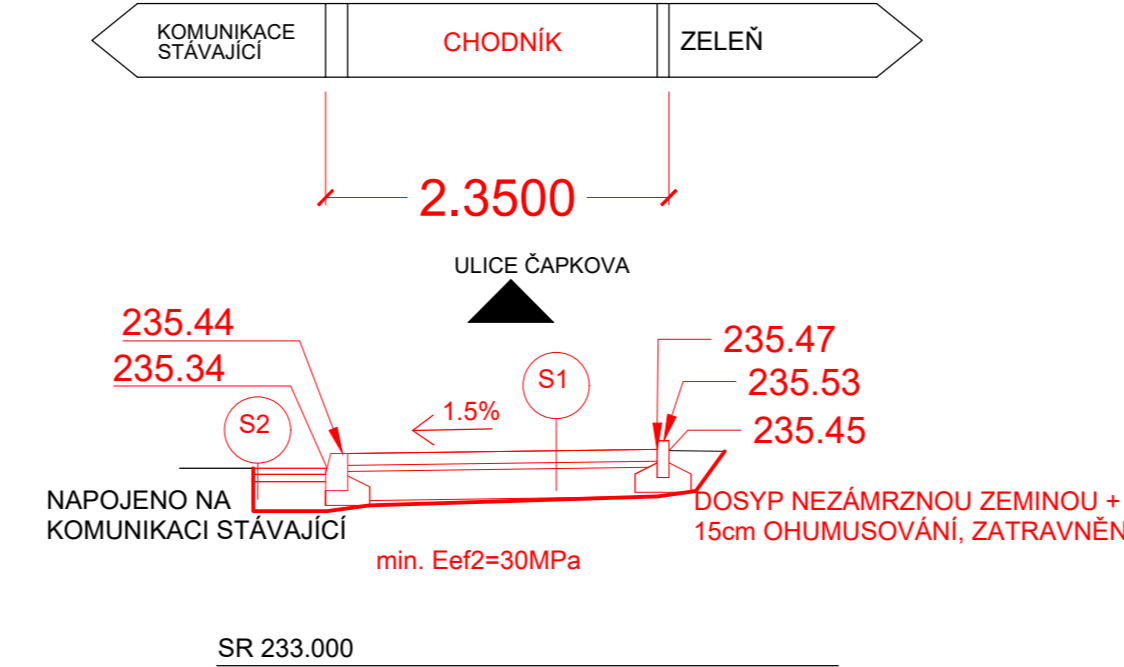 KOMUNIKACE
STÁVAJÍCÍ
CHODNÍK
ZELEŇ
2.3500
ULICE ČAPKOVA
235.44
235.34
S2
1.5%
S1
235.47
235.53
235.45
NAPOJENO NA
KOMUNIKACI STÁVAJÍCÍ
DOSYP NEZÁMRZNOU ZEMINOU +
15cm OHUMUSOVÁNÍ, ZATRAVNĚN
min. Eef2=30MPa
SR 233.000